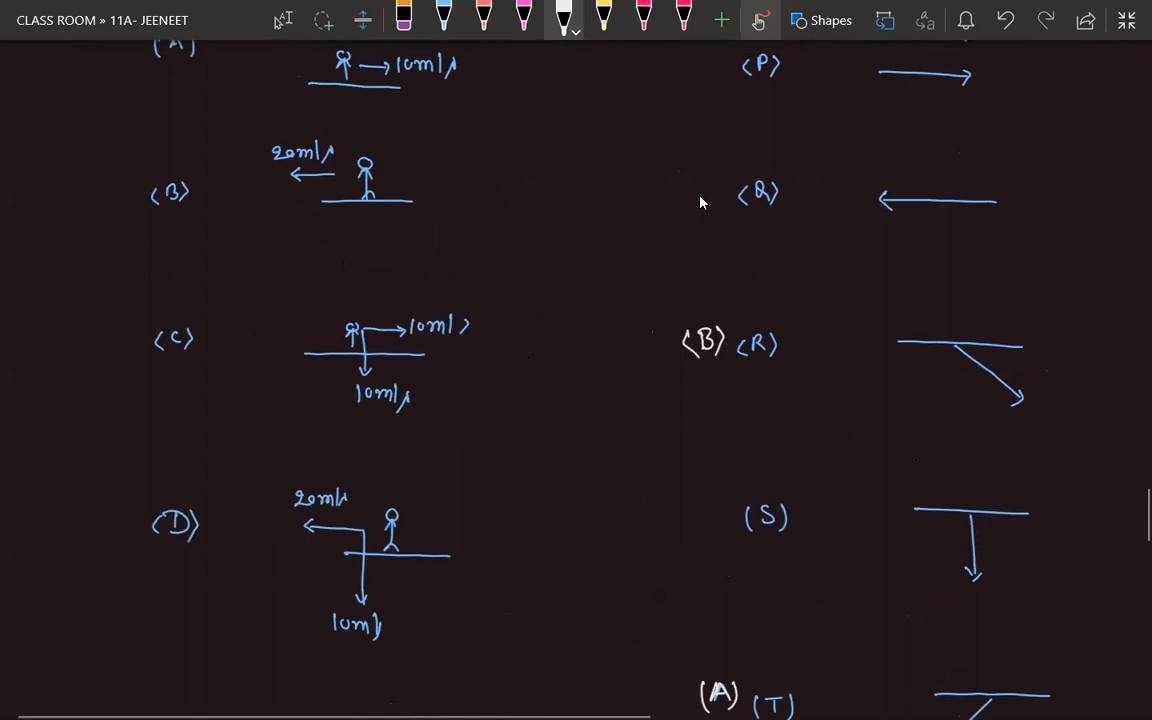 CLASS ROOM » 11A- JEENEET
Shapes
(A)
→10m/s
<P>
20m/s
<B>
<Q>
<C>
10m/s
10m/s
<B> <R>
20m/s
<D>
(S)
10m/s
(A) (T)